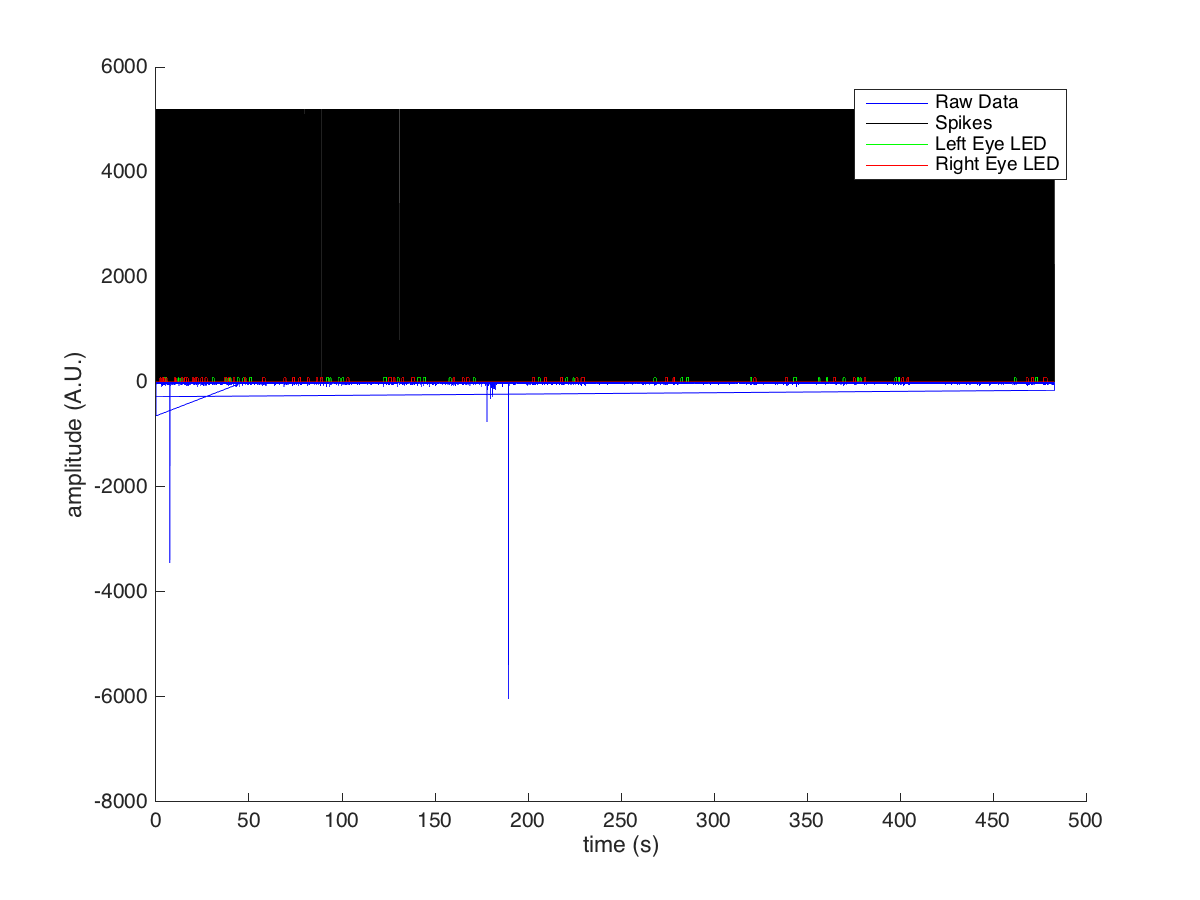 6000
4000
2000
0
-2000
-4000
-6000
-8000
amplitude (A.U.)
Raw Data
Spikes
Left Eye LED
Right Eye LED
0 50 100 150 200 250 300 350 400 450 500
time (s)